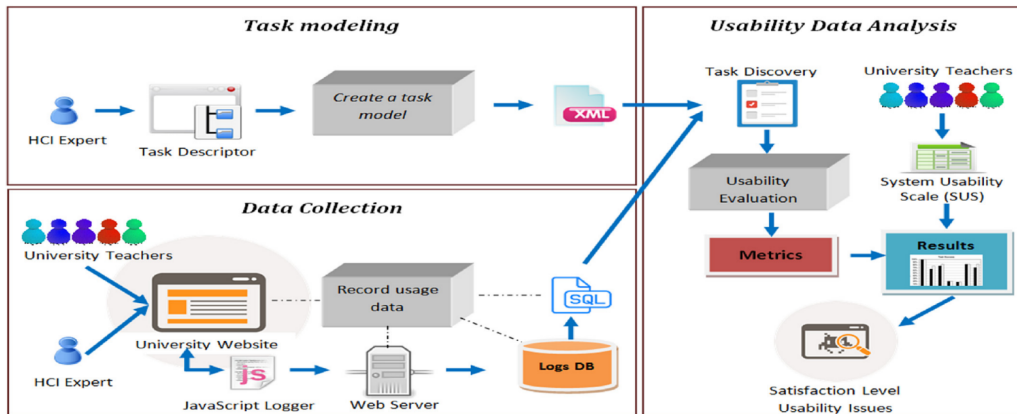 Task modeling
HCI Expert
Task Descriptor
Create a task
model
XML
Data Collection
University Teachers
University Website
HCI Expert
JS
JavaScript Logger
Record usage
data
Web Server
SQL
Logs DB
Usability Data Analysis
Task Discovery
University Teachers
Usability
Evaluation
System Usability
Scale (SUS)
Metrics
Results
Satisfaction Level
Usability Issues